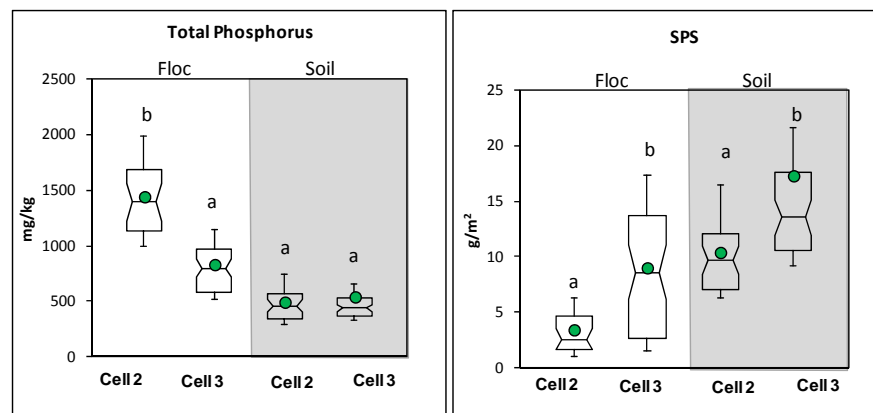 Total Phosphorus
Floc Soil
2500
2000
1500
1000
500
0
mg/kg
b
a
a
a
Cell 2 Cell 3 Cell 2 Cell 3
SPS
Floc Soil
25
20
15
10
5
0
g/m²
a
b
a
b
Cell 2 Cell 3 Cell 2 Cell 3